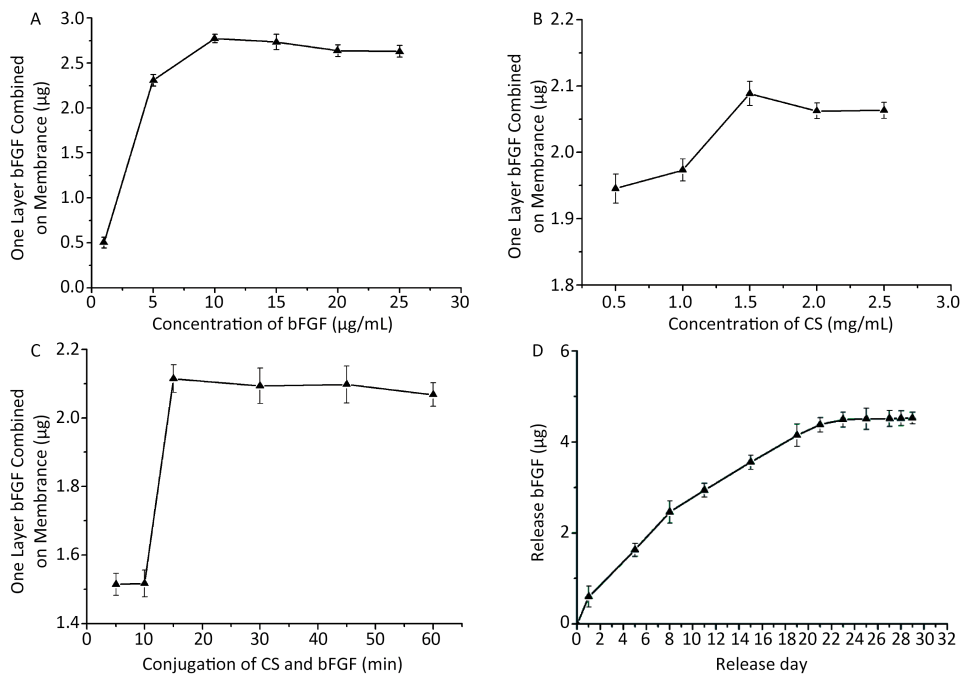 A
One Layer bFGF Combined
on Membrance (µg)
3.0
2.5
2.0
1.5
1.0
0.5
0.0
0 5 10 15 20 25 30
Concentration of bFGF (µg/mL)
B
One Layer bFGF Combined
on Membrance (µg)
2.2
2.1
2.0
1.9
1.8
0.5 1.0 1.5 2.0 2.5 3.0
Concentration of CS (mg/mL)
C
One Layer bFGF Combined
on Membrance (µg)
2.2
2.0
1.8
1.6
1.4
0 10 20 30 40 50 60
Conjugation of CS and bFGF (min)
D
Release bFGF (µg)
6
4
2
0
0 2 4 6 8 10 12 14 16 18 20 22 24 26 28 30 32
Release day